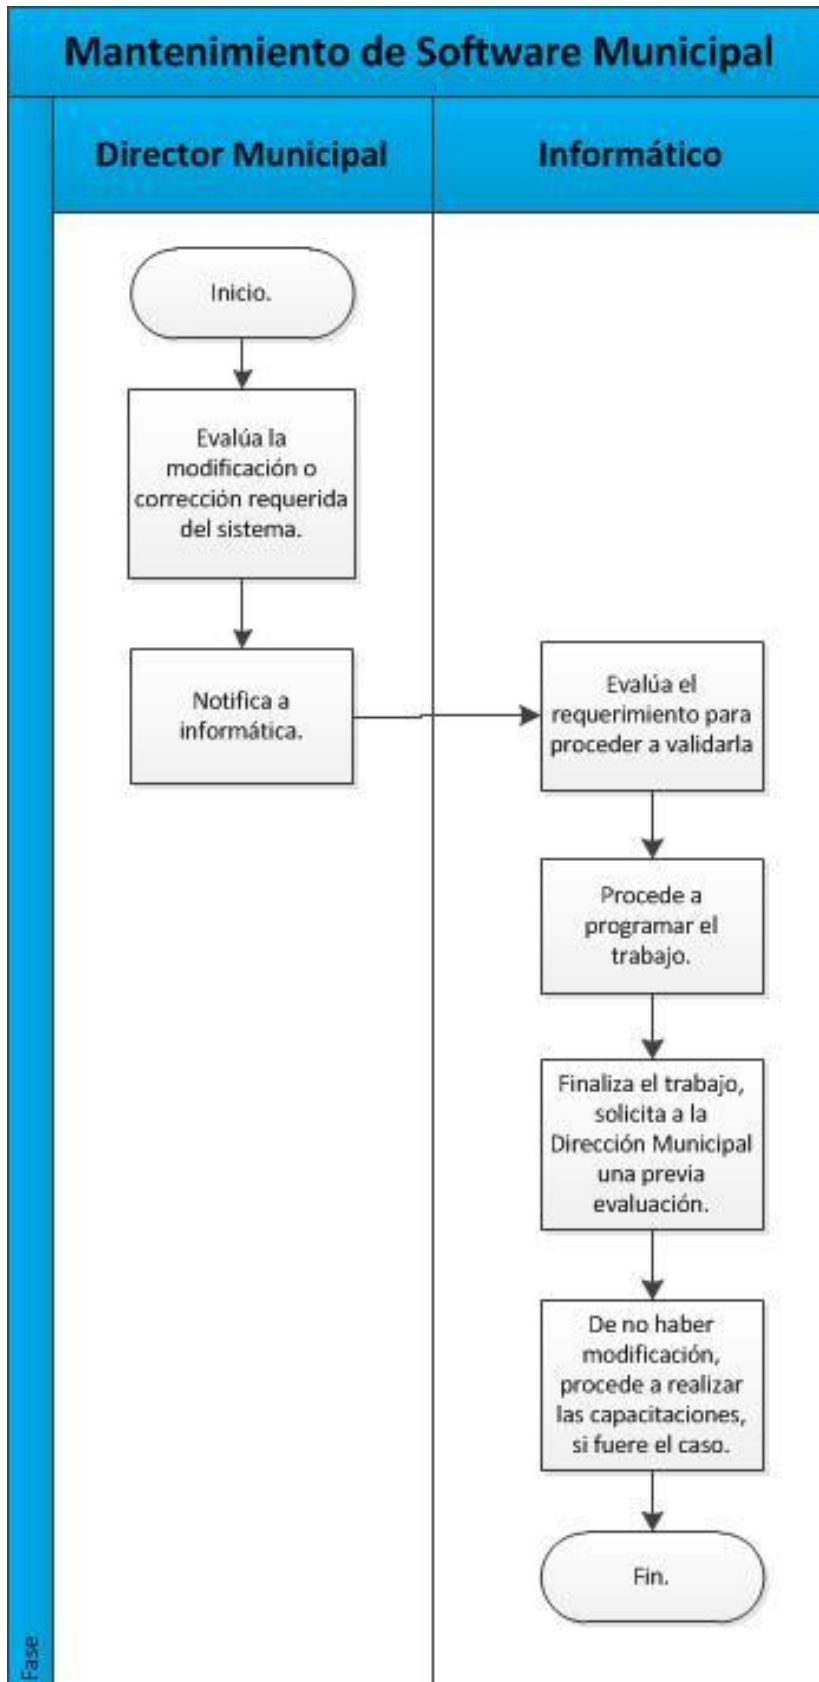 Mantenimiento de Software Municipal
Director Municipal
Informático
Inicio.
Evalúa la
modificación o
corrección requerida
del sistema.
Notifica a
informática.
Evalúa el
requerimiento para
proceder a validarla
Procede a
programar el
trabajo.
Finaliza el trabajo,
solicita a la
Dirección Municipal
una previa
evaluación.
De no haber
modificación,
procede a realizar
las capacitaciones,
si fuere el caso.
Fin.
Fase